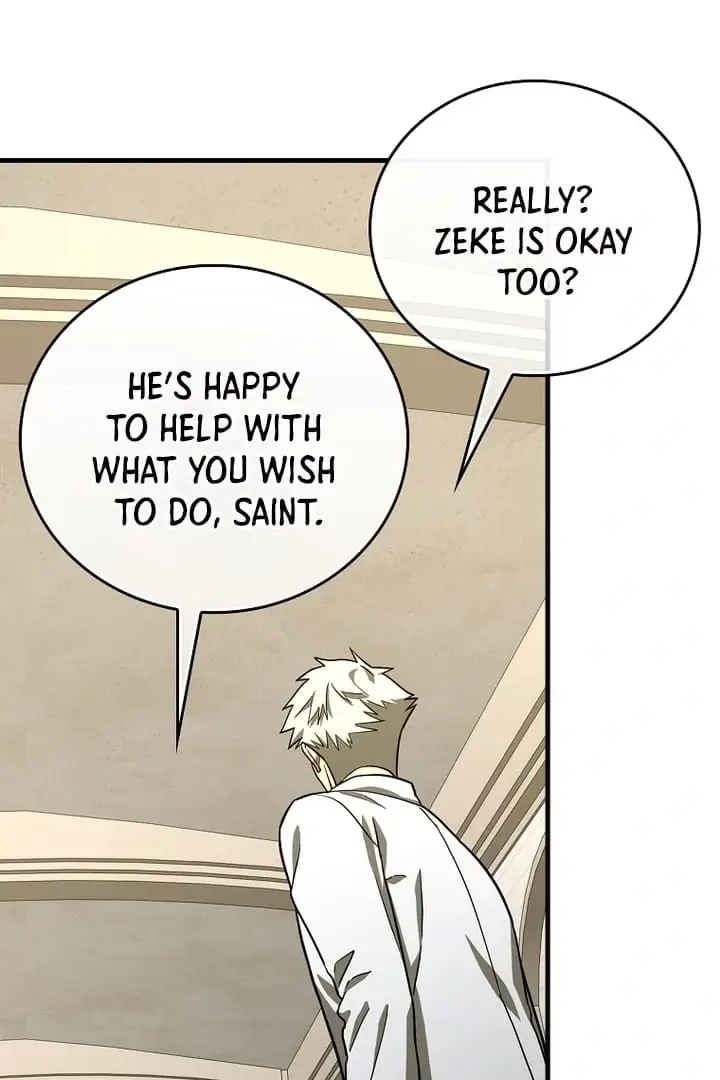 REALLY?
ZEKE IS OKAY
TOO?
HE'S HAPPY
TO HELP WITH
WHAT YOU WISH
TO DO, SAINT.